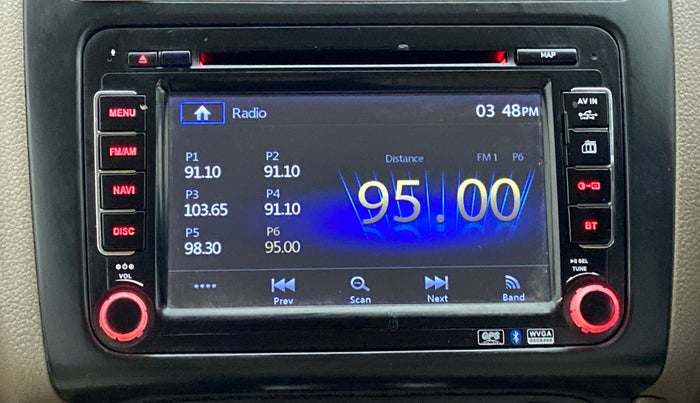 MAP
MENU
FM/AM
NAVI
DISC
VOL
Radio
03 48PM
P1
91.10
P2
91.10
P3
103.65
P4
91.10
P5
98.30
P6
95.00
Distance
FM1 P6
95.00
Prev
Scan
Next
Band
AV IN
BT
SEL
TUNE
GPS
WVGA